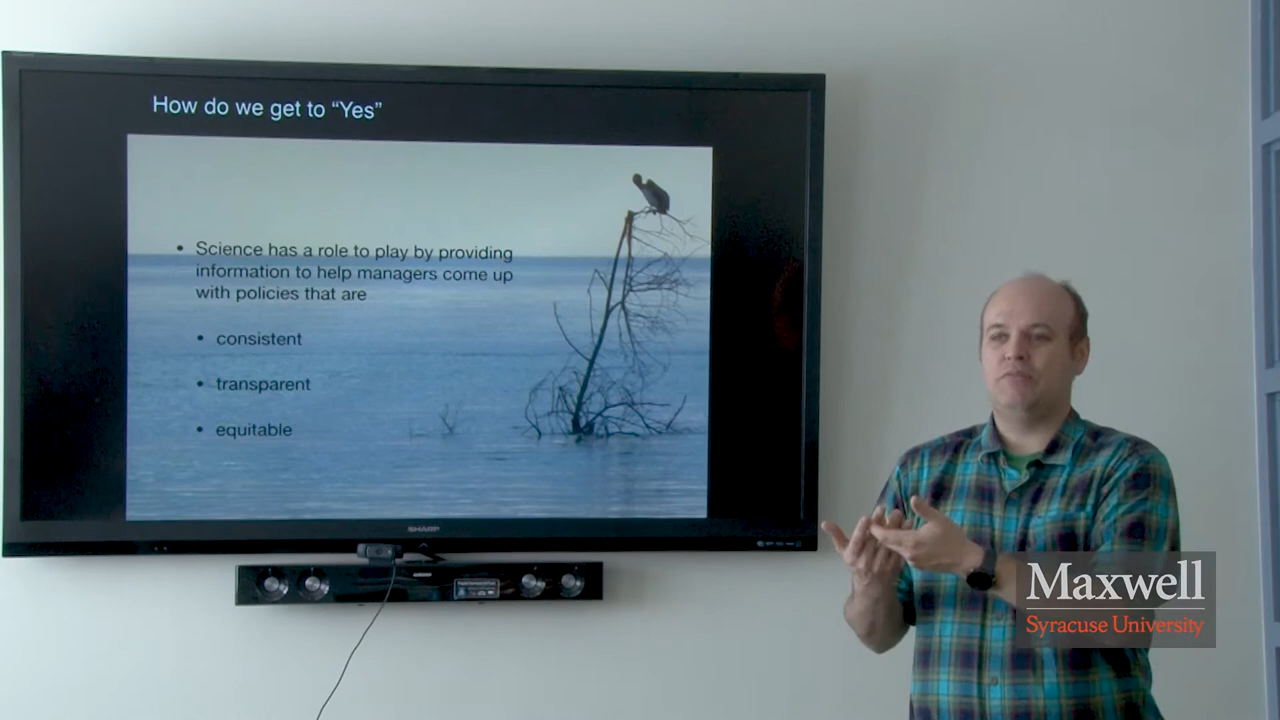 How do we get to “Yes”
• Science has a role to play by providing
information to help managers come up
with policies that are
• consistent
• transparent
• equitable
SHARP
Maxwell
Syracuse University